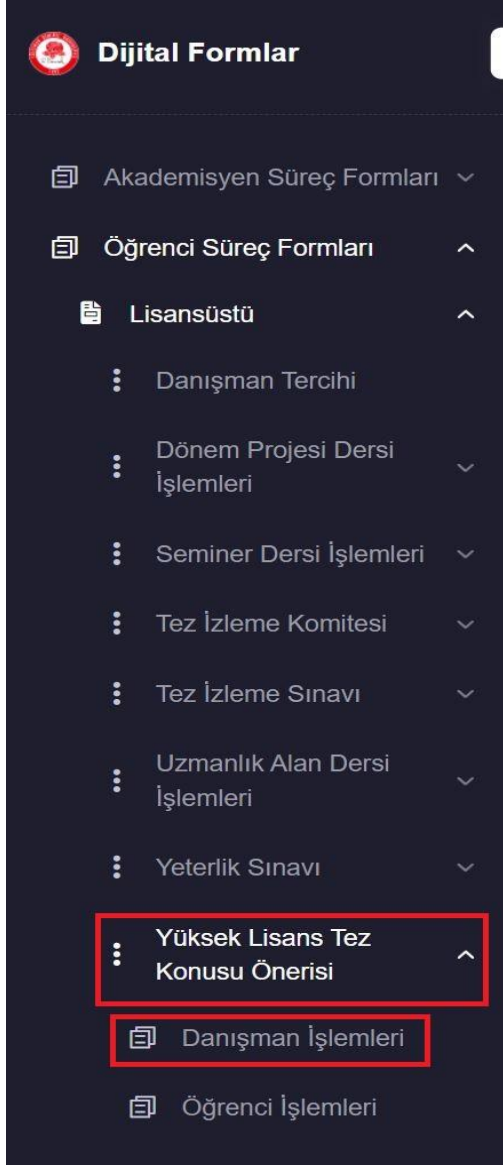 Dijital Formlar
Akademisyen Süreç Formları
Öğrenci Süreç Formları
Lisansüstü
Danışman Tercihi
Dönem Projesi Dersi
İşlemleri
Seminer Dersi İşlemleri
Tez İzleme Komitesi
Tez İzleme Sınavı
Uzmanlık Alan Dersi
İşlemleri
Yeterlik Sınavı
Yüksek Lisans Tez
Konusu Önerisi
Danışman İşlemleri
Öğrenci İşlemleri